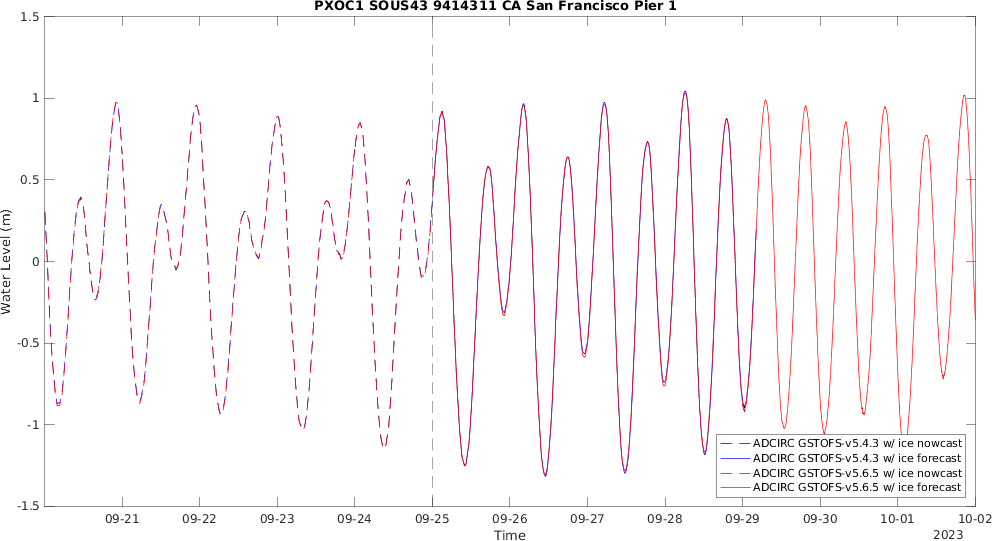 PXOC1 SOUS43 9414311 CA San Francisco Pier 1
1.5
1
0.5
0
-0.5
-1
-1.5
Water Level (m)
09-21 09-22 09-23 09-24 09-25 09-26 09-27 09-28 09-29 09-30 10-01 10-02
Time
2023
ADCIRC GSTOFS-v5.4.3 w/ ice nowcast
ADCIRC GSTOFS-v5.4.3 w/ ice forecast
ADCIRC GSTOFS-v5.6.5 w/ ice nowcast
ADCIRC GSTOFS-v5.6.5 w/ ice forecast